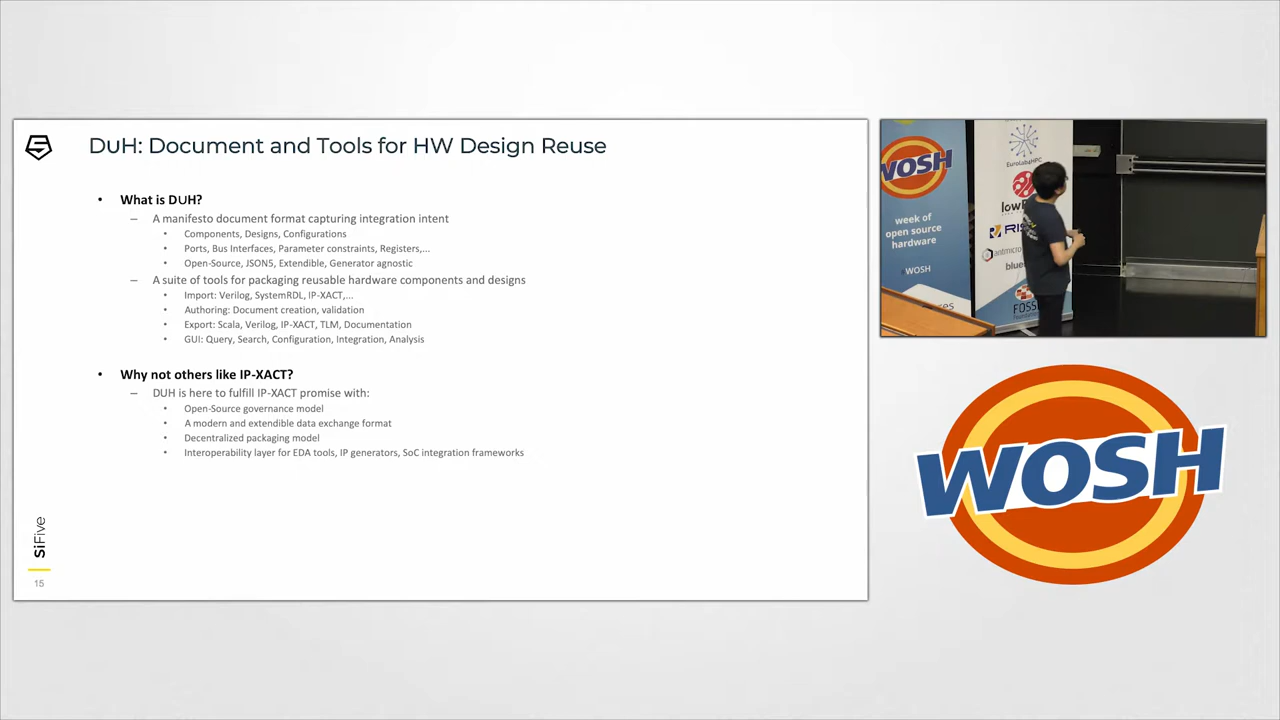 DUH: Document and Tools for HW Design Reuse
• What is DUH?
– A manifesto document format capturing integration intent
• Components, Designs, Configurations
• Ports, Bus Interfaces, Parameter constraints, Registers,...
• Open-Source, JSON5, Extendible, Generator agnostic
– A suite of tools for packaging reusable hardware components and designs
• Import: Verilog, SystemRDL, IP-XACT,...
• Authoring: Document creation, validation
• Export: Scala, Verilog, IP-XACT, TLM, Documentation
• GUI: Query, Search, Configuration, Integration, Analysis
• Why not others like IP-XACT?
– DUH is here to fulfill IP-XACT promise with:
• Open-Source governance model
• A modern and extendible data exchange format
• Decentralized packaging model
• Interoperability layer for EDA tools, IP generators, SoC integration frameworks
SiFive
15
WOSH
week of
open source
hardware
#WOSH
EuroLab4HPC
WOSH